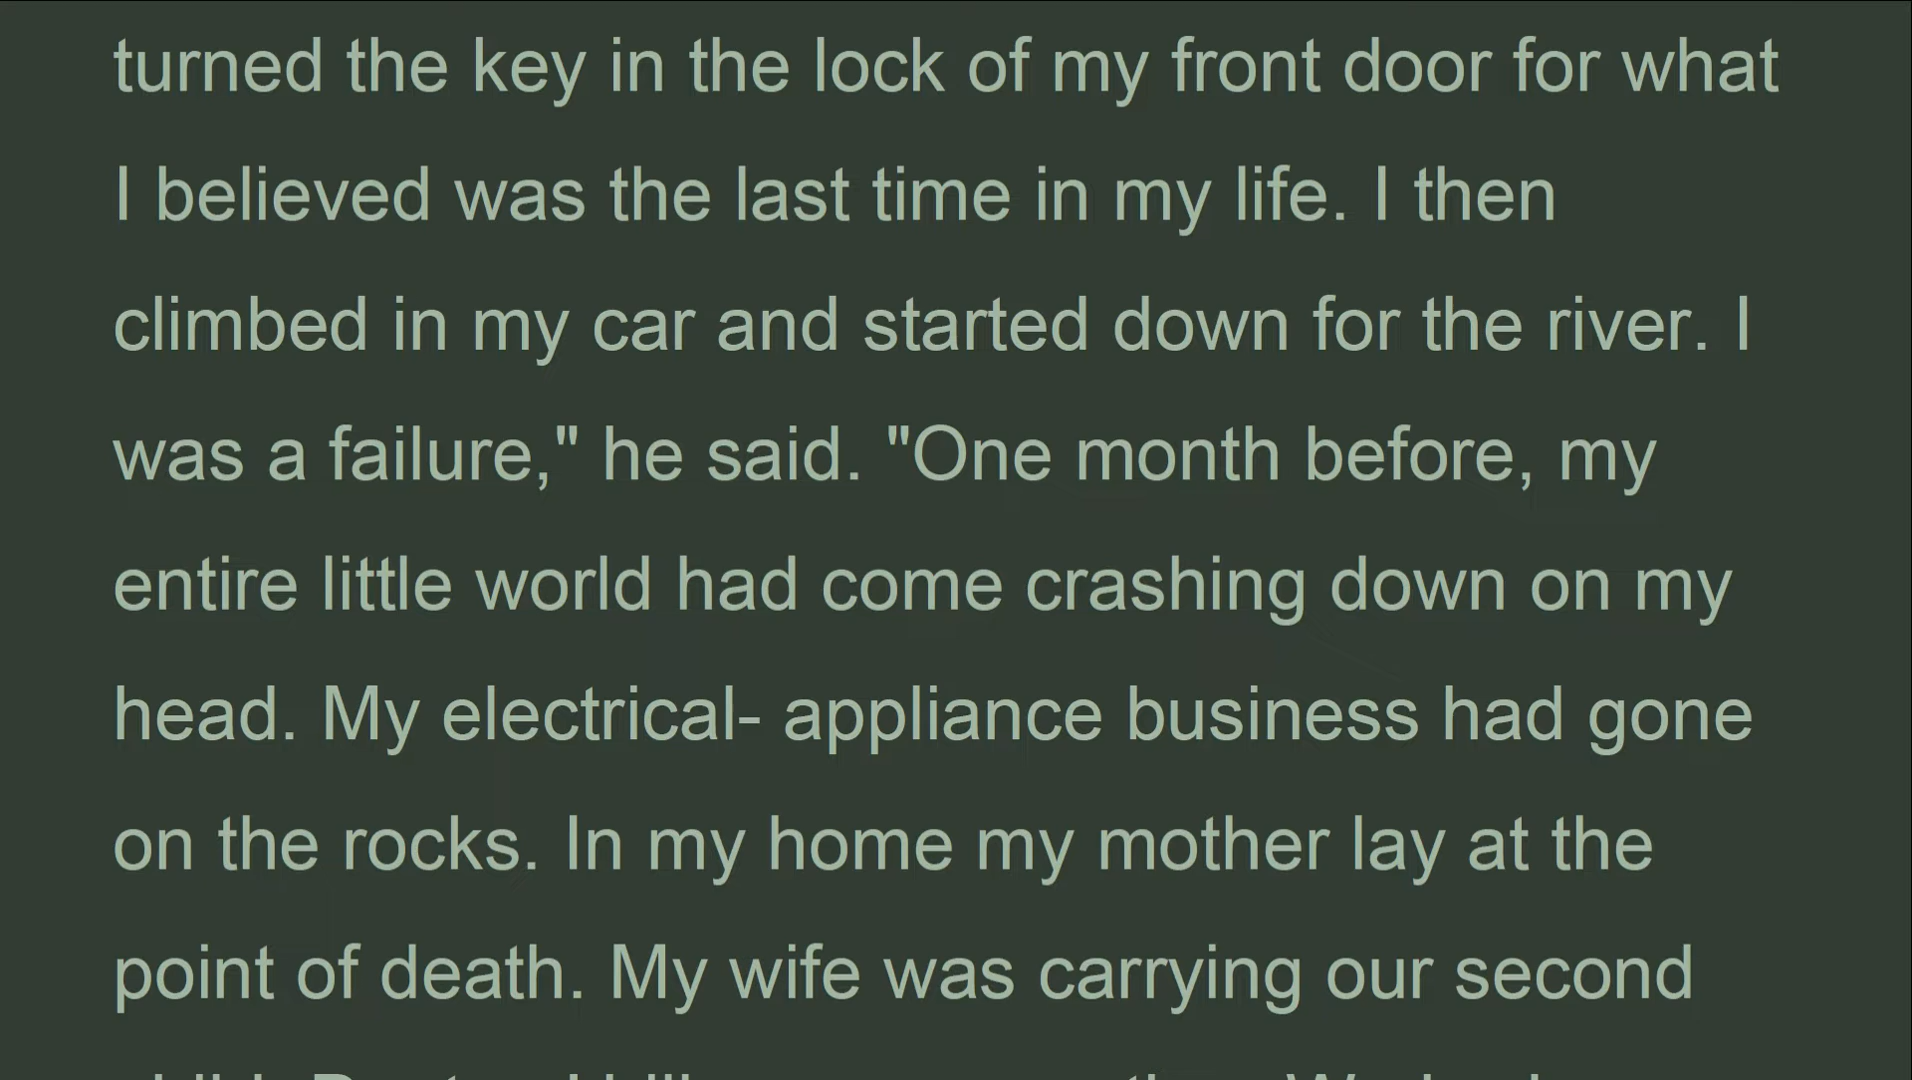 turned the key in the lock of my front door for what
I believed was the last time in my life. I then
climbed in my car and started down for the river. I
was a failure," he said. "One month before, my
entire little world had come crashing down on my
head. My electrical- appliance business had gone
on the rocks. In my home my mother lay at the
point of death. My wife was carrying our second